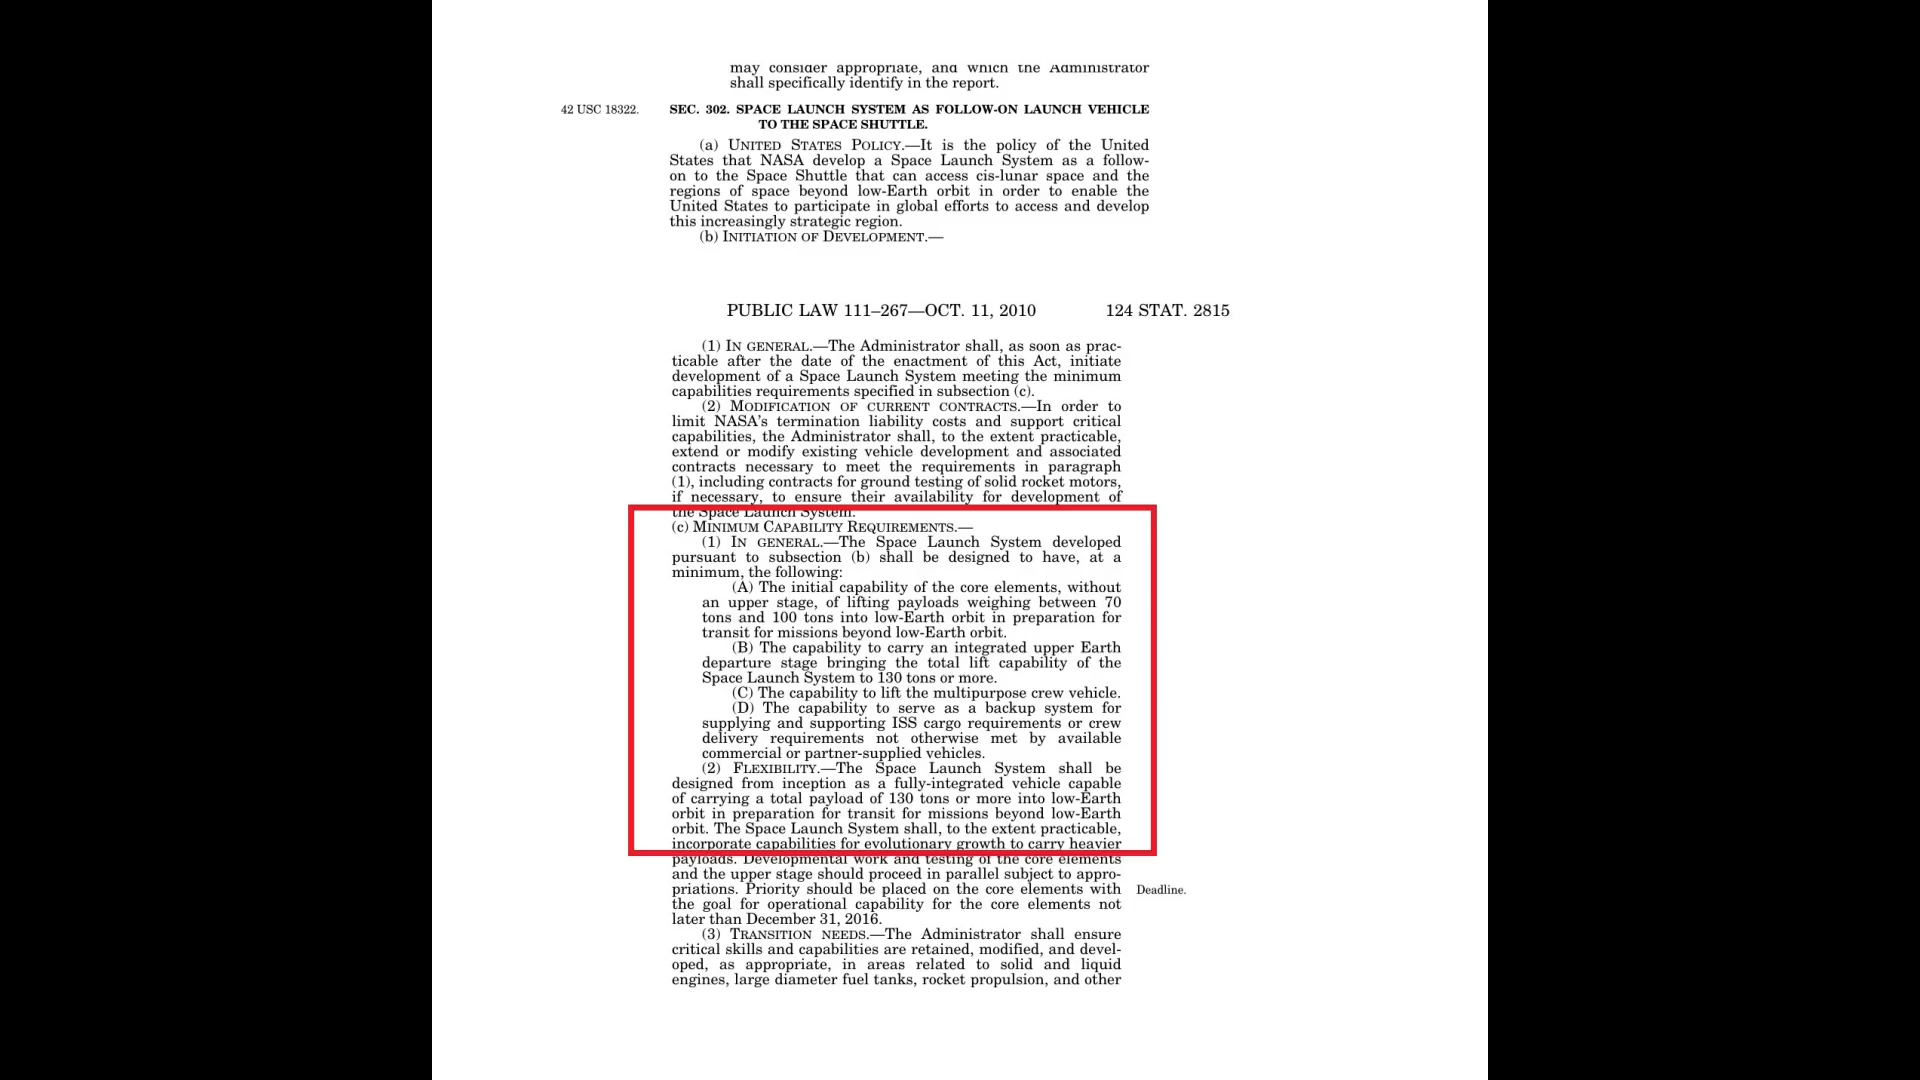 may consider appropriate, and which the Administrator
shall specifically identify in the report.
42 USC 18322.
SEC. 302. SPACE LAUNCH SYSTEM AS FOLLOW-ON LAUNCH VEHICLE
TO THE SPACE SHUTTLE.
(a) UNITED STATES POLICY.—It is the policy of the United
States that NASA develop a Space Launch System as a follow-
on to the Space Shuttle that can access cis-lunar space and the
regions of space beyond low-Earth orbit in order to enable the
United States to participate in global efforts to access and develop
this increasingly strategic region.
(b) INITIATION OF DEVELOPMENT.—
PUBLIC LAW 111–267—OCT. 11, 2010 124 STAT. 2815
(1) IN GENERAL.—The Administrator shall, as soon as prac-
ticable after the date of the enactment of this Act, initiate
development of a Space Launch System meeting the minimum
capabilities requirements specified in subsection (c).
(2) MODIFICATION OF CURRENT CONTRACTS.—In order to
limit NASA's termination liability costs and support critical
capabilities, the Administrator shall, to the extent practicable,
extend or modify existing vehicle development and associated
contracts necessary to meet the requirements in paragraph
(1), including contracts for ground testing of solid rocket motors,
if necessary, to ensure their availability for development of
the Space Launch System.
(c) MINIMUM CAPABILITY REQUIREMENTS.—
(1) IN GENERAL.—The Space Launch System developed
pursuant to subsection (b) shall be designed to have, at a
minimum, the following:
(A) The initial capability of the core elements, without
an upper stage, of lifting payloads weighing between 70
tons and 100 tons into low-Earth orbit in preparation for
transit for missions beyond low-Earth orbit.
(B) The capability to carry an integrated upper Earth
departure stage bringing the total lift capability of the
Space Launch System to 130 tons or more.
(C) The capability to lift the multipurpose crew vehicle.
(D) The capability to serve as a backup system for
supplying and supporting ISS cargo requirements or crew
delivery requirements not otherwise met by available
commercial or partner-supplied vehicles.
(2) FLEXIBILITY.—The Space Launch System shall be
designed from inception as a fully-integrated vehicle capable
of carrying a total payload of 130 tons or more into low-Earth
orbit in preparation for transit for missions beyond low-Earth
orbit. The Space Launch System shall, to the extent practicable,
incorporate capabilities for evolutionary growth to carry heavier
payloads. Developmental work and testing of the core elements
and the upper stage should proceed in parallel subject to appro-
priations. Priority should be placed on the core elements with
Deadline.
the goal for operational capability for the core elements not
later than December 31, 2016.
(3) TRANSITION NEEDS.—The Administrator shall ensure
critical skills and capabilities are retained, modified, and devel-
oped, as appropriate, in areas related to solid and liquid
engines, large diameter fuel tanks, rocket propulsion, and other